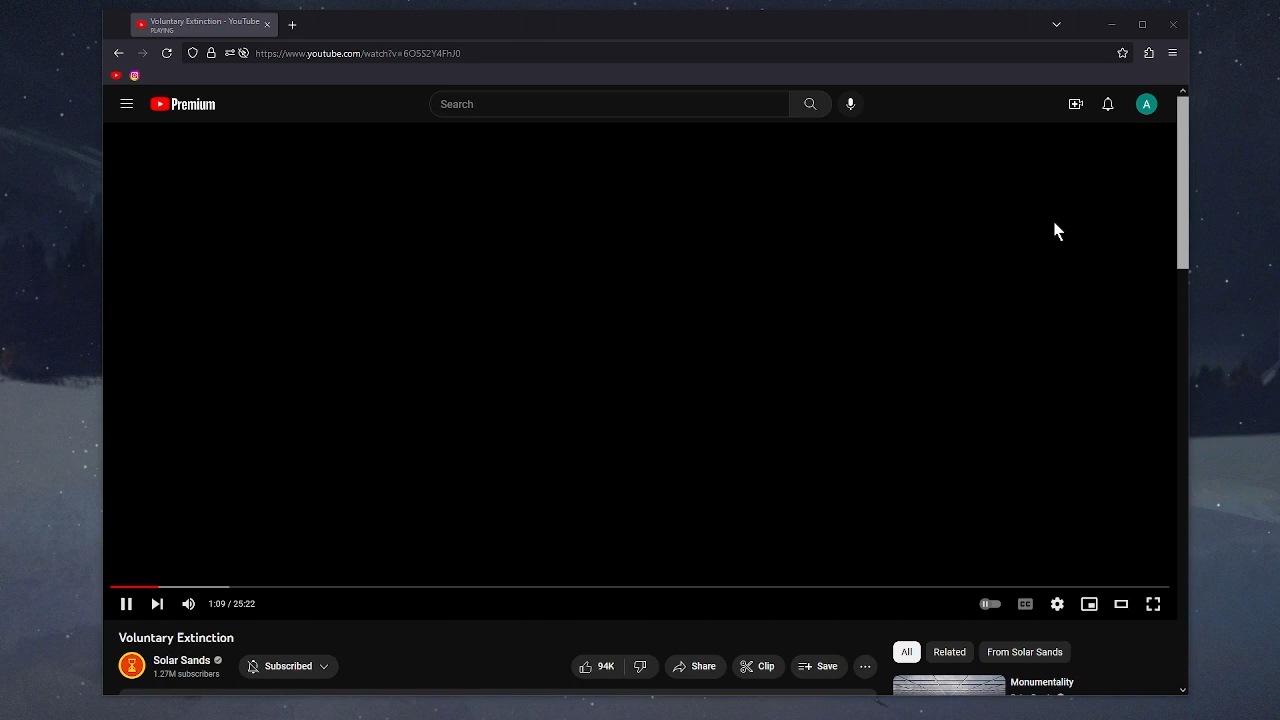 Voluntary Extinction - YouTube
PLAYING
https://www.youtube.com/watch?v=6O5S2Y4FhJ0
Premium
Search
A
1:09 / 25:22
CC
Voluntary Extinction
Solar Sands
1.27M subscribers
Subscribed
94K
Share
Clip
Save
All
Related
From Solar Sands
Monumentality